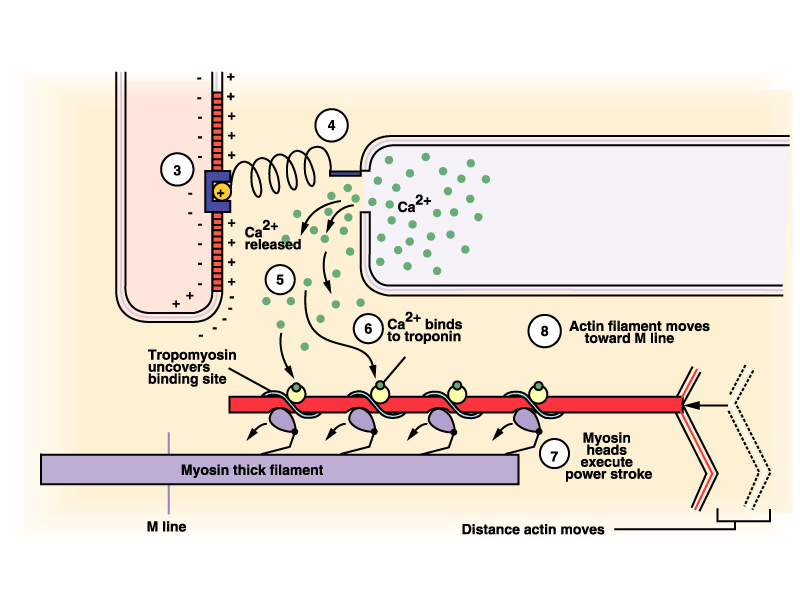 4
3
+
Ca2+
Ca2+
released
5
6
Ca2+ binds
to troponin
8
Actin filament moves
toward M line
Tropomyosin
uncovers
binding site
7
Myosin
heads
execute
power stroke
Myosin thick filament
M line
Distance actin moves